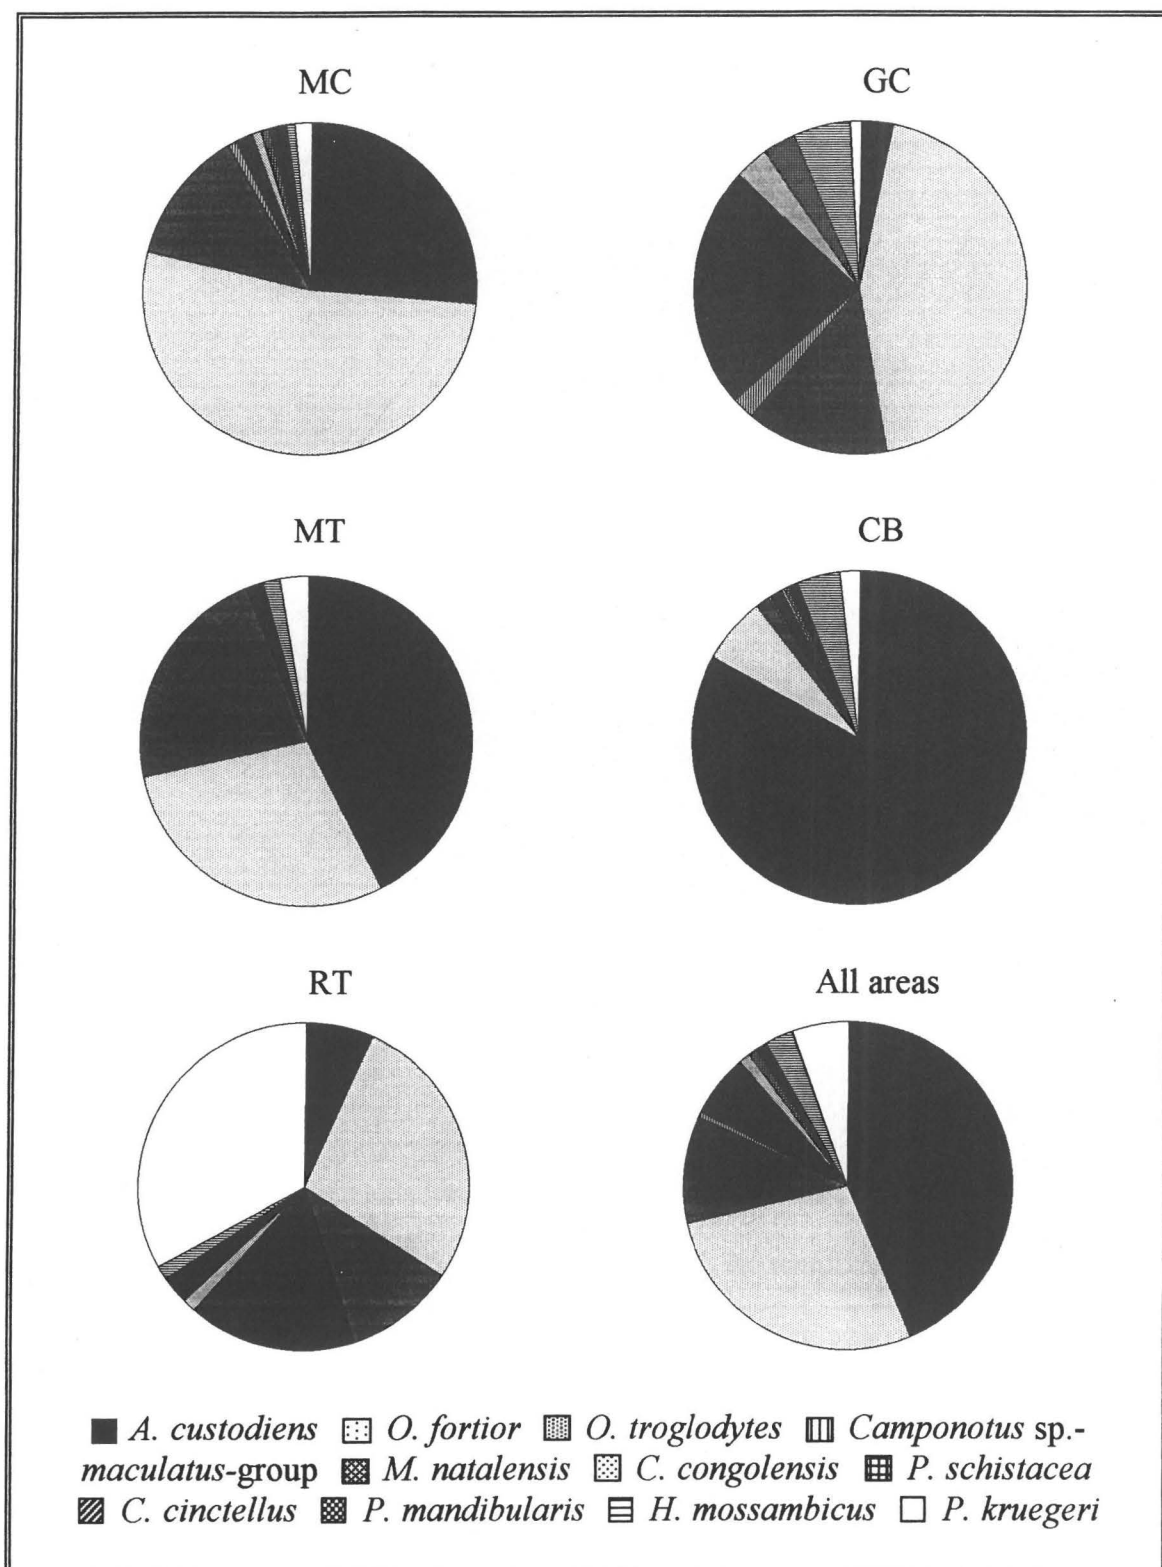 MC
GC
MT
CB
RT
All areas
A. custodiens O. fortior O. troglodytes Camponotus sp.-
maculatus-group M. natalensis C. congolensis P. schistacea
C. cinctellus P. mandibularis H. mossambicus P. kruegeri